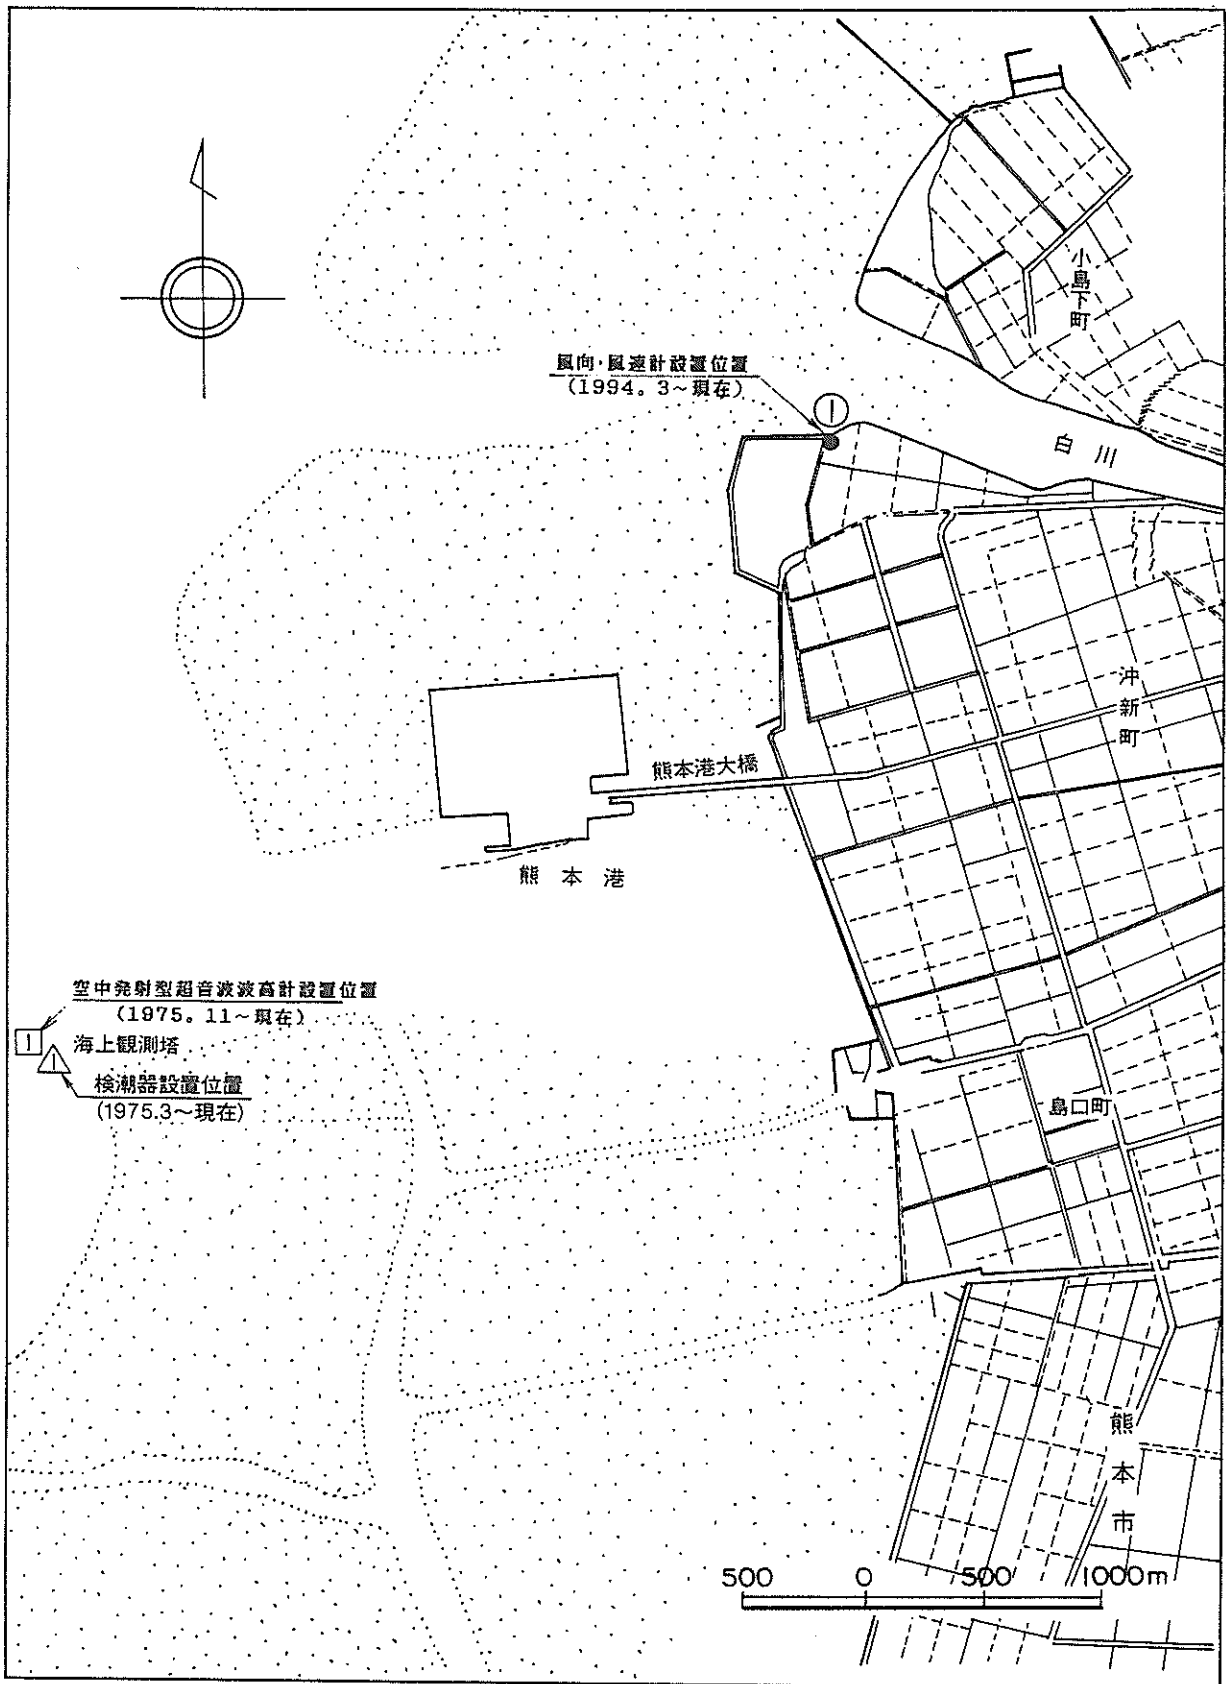 小島下町
風向・風速計設置位置
(1994。3~現在)
1
白川
沖新町
熊本港大橋
熊本港
空中発射型超音波波高計設置位置
(1975。11~現在)
1
海上観測塔
1
検潮器設置位置
(1975.3~現在)
島口町
熊本市
500 0 500 1000m